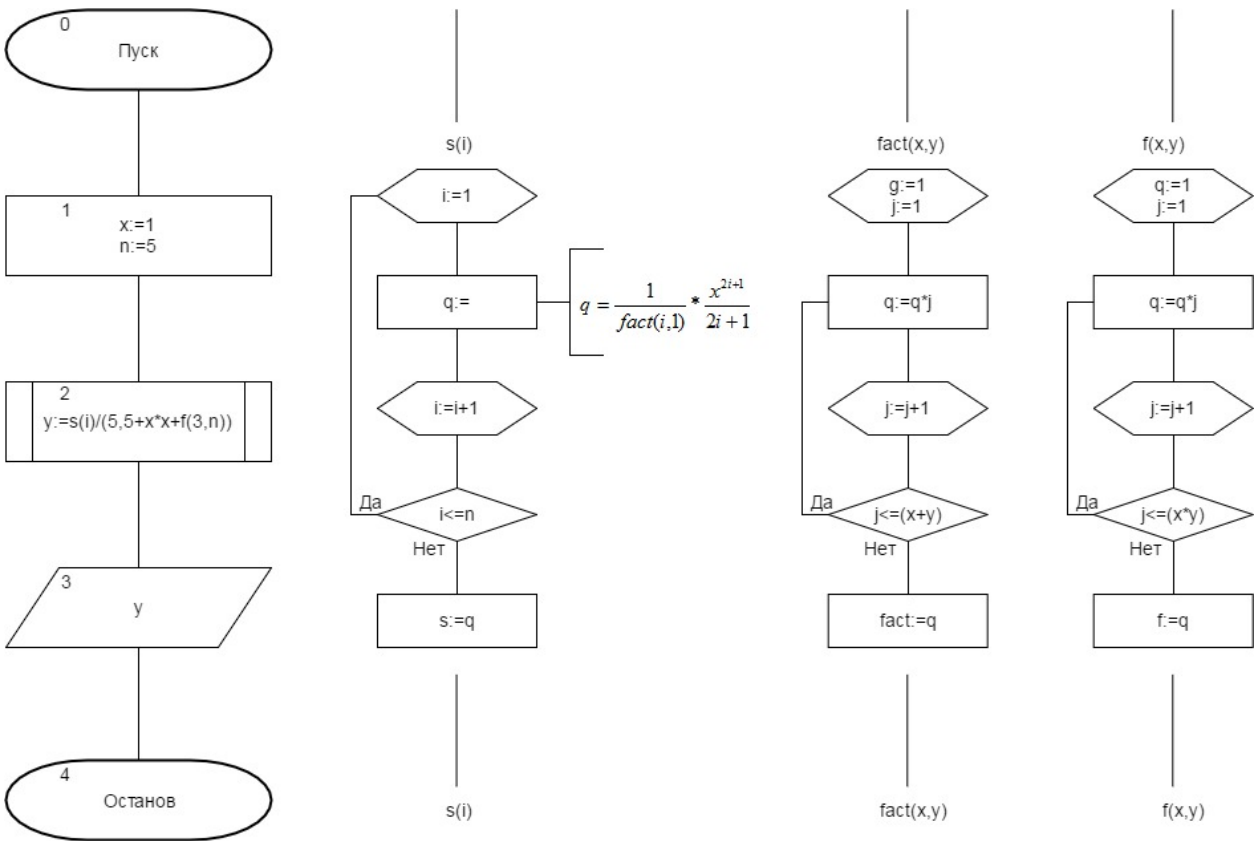 0
Пуск
1
x:=1
n:=5
2
y:=s(i)/(5,5+x*x+f(3,n))
3
y
4
Останов
s(i)
i:=1
q:=
q = 1/fact(i,1) * x^{2i+1}/2i+1
i:=i+1
Да
i<=n
Нет
s:=q
s(i)
fact(x,y)
g:=1
j:=1
q:=q*j
j:=j+1
Да
j<=(x+y)
Нет
fact:=q
fact(x,y)
f(x,y)
q:=1
j:=1
q:=q*j
j:=j+1
Да
j<=(x*y)
Нет
f:=q
f(x,y)